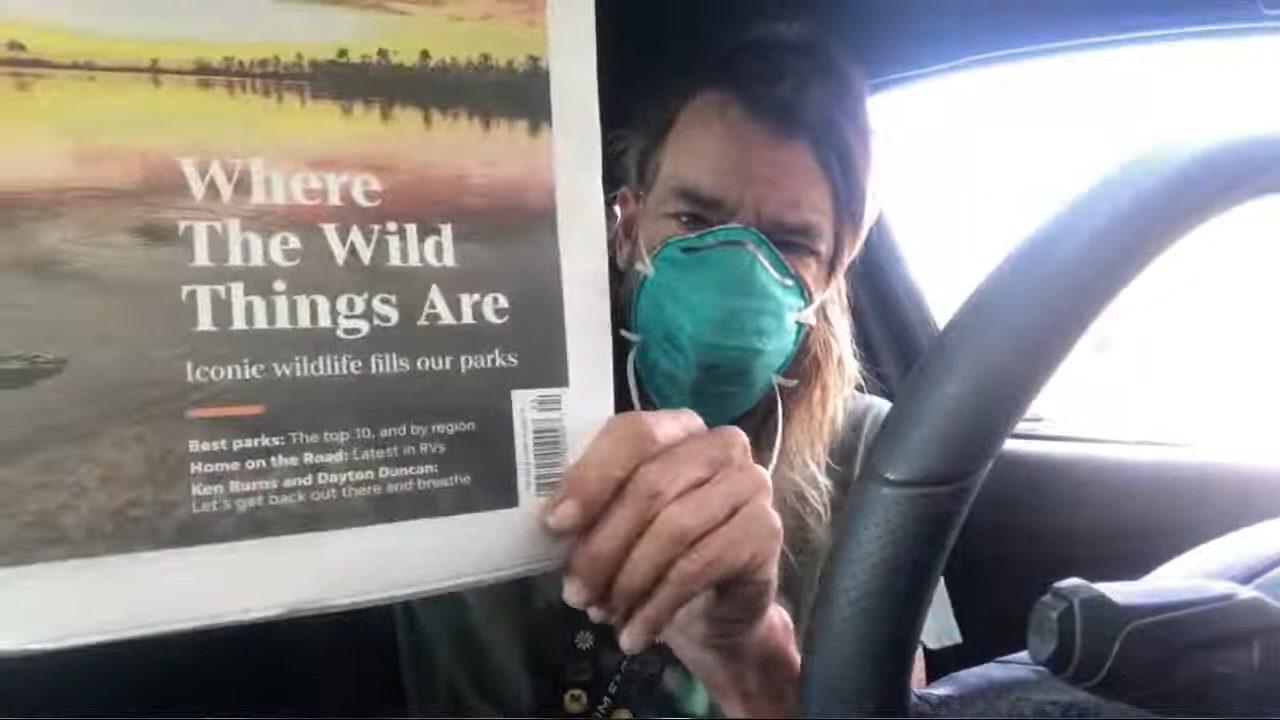 Where
The Wild
Things Are
Iconic wildlife fills our parks
Best parks: The top 10, and by region
Home on the Road: Latest in RVs
Ken Burns and Dayton Duncan:
Let's get back out there and breathe